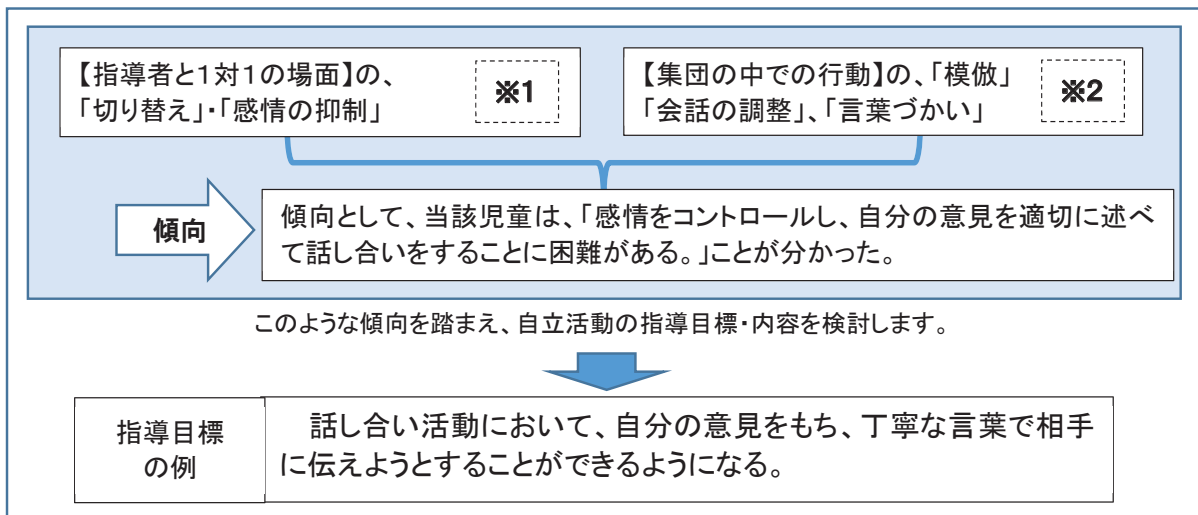 【指導者と1対1の場面】の、
「切り替え」・「感情の抑制」
※1
【集団の中での行動】の、「模倣」
「会話の調整」、「言葉づかい」
※2
傾向
傾向として、当該児童は、「感情をコントロールし、自分の意見を適切に述べ
て話し合いをすることに困難がある。」ことが分かった。
このような傾向を踏まえ、自立活動の指導目標・内容を検討します。
指導目標
の例
話し合い活動において、自分の意見をもち、丁寧な言葉で相手
に伝えようとすることができるようになる。